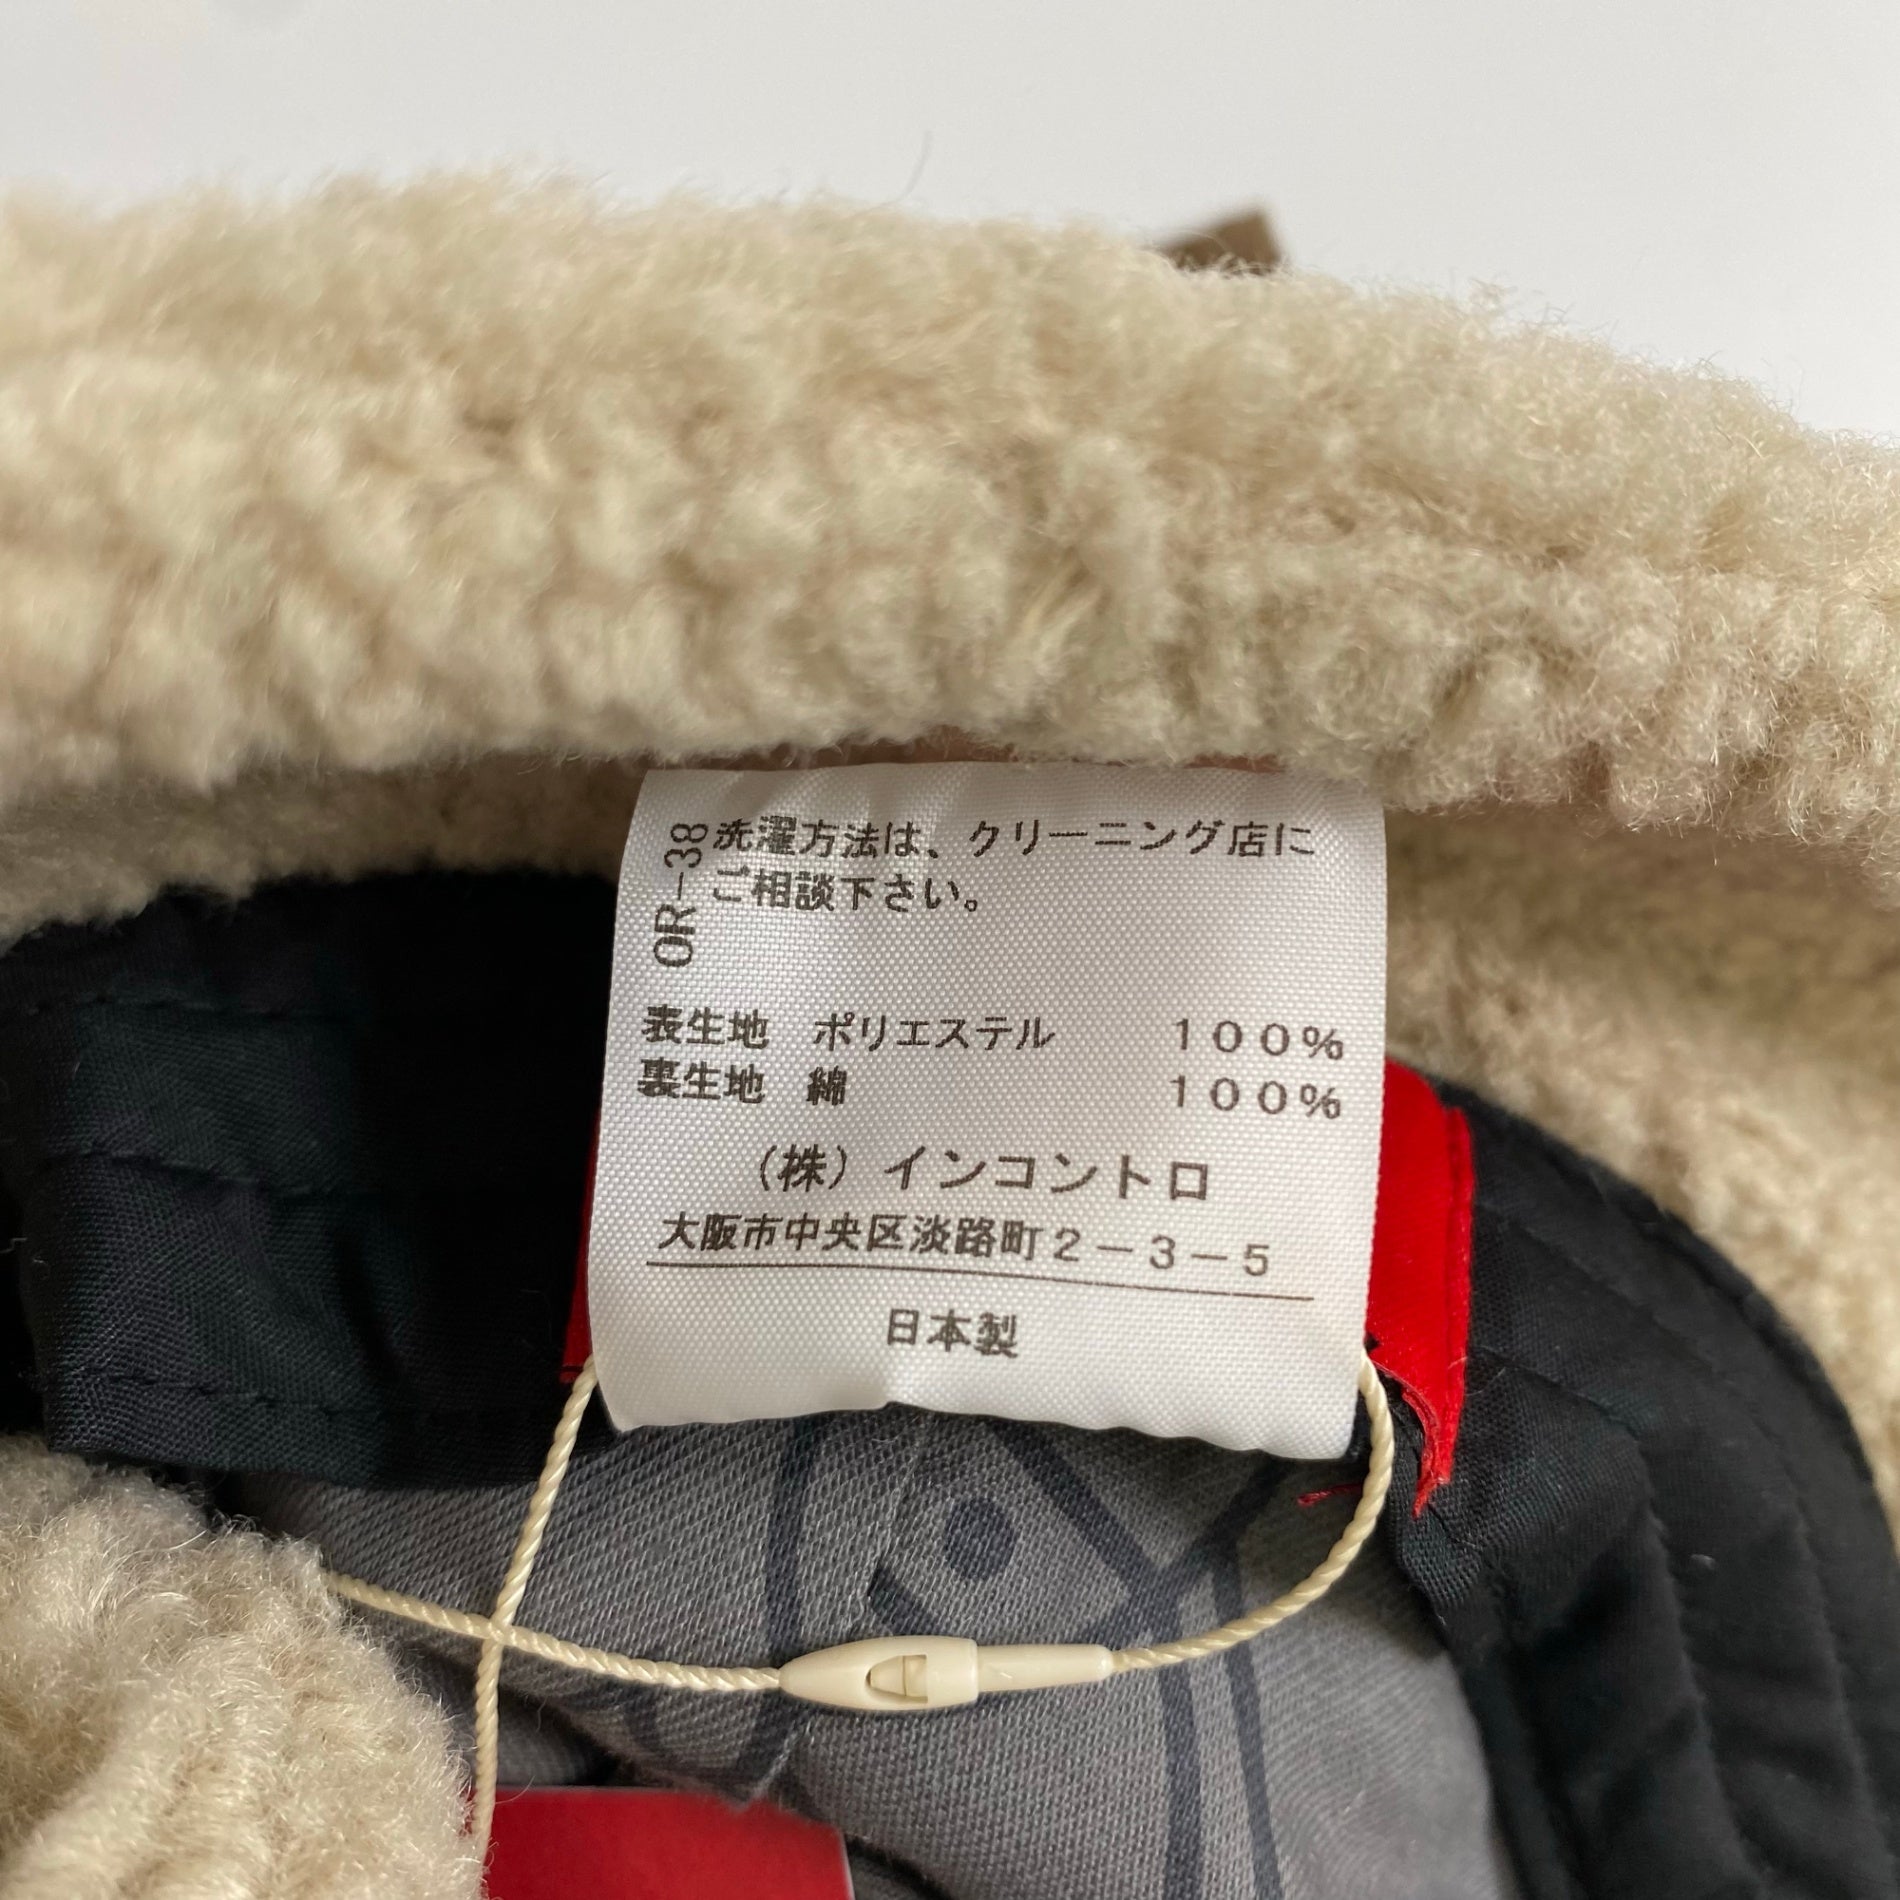 OR-38
洗濯方法は、クリーニング店に
ご相談下さい。
表生地　ポリエステル　１００％
裏生地　綿　１００％
（株）インコントロ
大阪市中央区淡路町２－３－５
日本製